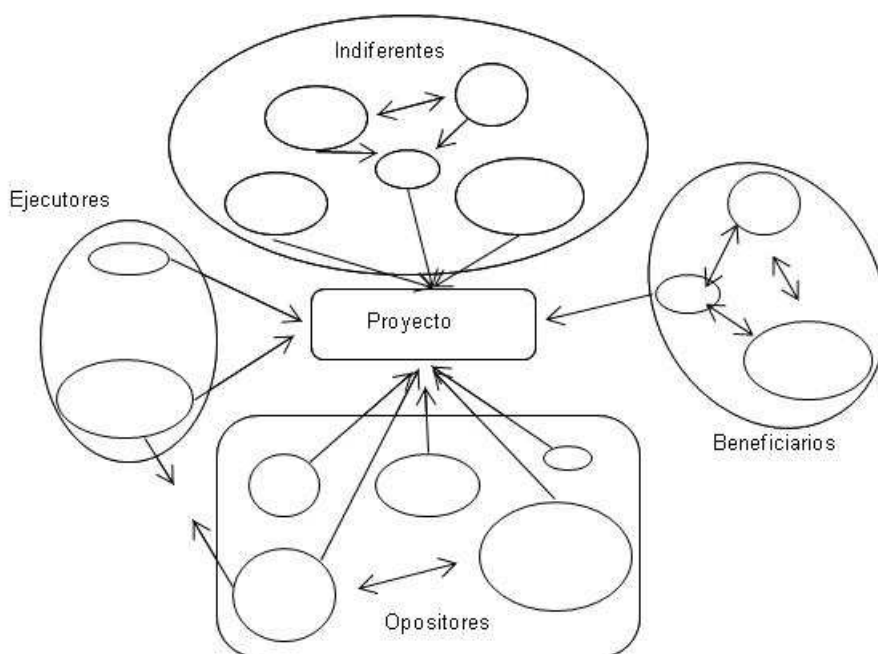 Indiferentes
Ejecutores
Proyecto
Beneficiarios
Opositores